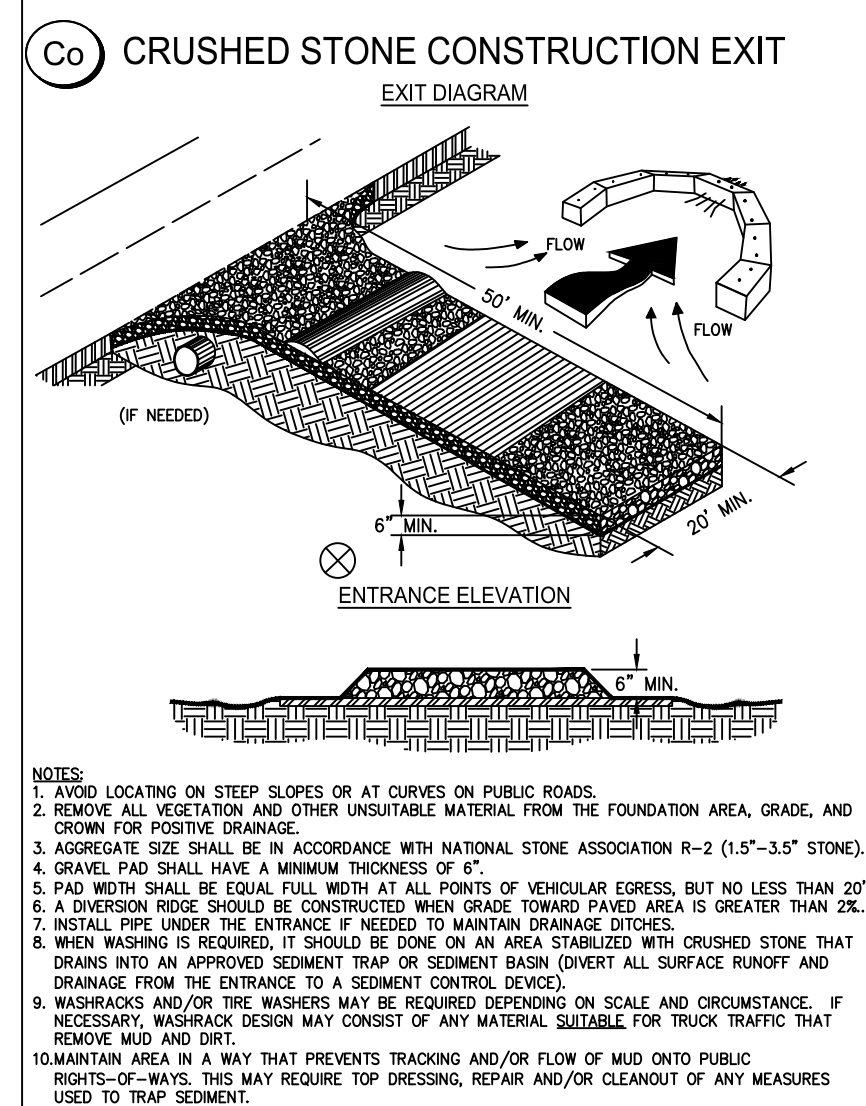 Co CRUSHED STONE CONSTRUCTION EXIT
EXIT DIAGRAM
FLOW
50' MIN.
FLOW
(IF NEEDED)
20' MIN.
6" MIN.
ENTRANCE ELEVATION
6" MIN.
NOTES:
1. AVOID LOCATING ON STEEP SLOPES OR AT CURVES ON PUBLIC ROADS.
2. REMOVE ALL VEGETATION AND OTHER UNSUITABLE MATERIAL FROM THE FOUNDATION AREA, GRADE, AND
CROWN FOR POSITIVE DRAINAGE.
3. AGGREGATE SIZE SHALL BE IN ACCORDANCE WITH NATIONAL STONE ASSOCIATION R-2 (1.5"-3.5" STONE).
4. GRAVEL PAD SHALL HAVE A MINIMUM THICKNESS OF 6".
5. PAD WIDTH SHALL BE EQUAL FULL WIDTH AT ALL POINTS OF VEHICULAR EGRESS, BUT NO LESS THAN 20'
6. A DIVERSION RIDGE SHOULD BE CONSTRUCTED WHEN GRADE TOWARD PAVED AREA IS GREATER THAN 2%..
7. INSTALL PIPE UNDER THE ENTRANCE IF NEEDED TO MAINTAIN DRAINAGE DITCHES.
8. WHEN WASHING IS REQUIRED, IT SHOULD BE DONE ON AN AREA STABILIZED WITH CRUSHED STONE THAT
DRAINS INTO AN APPROVED SEDIMENT TRAP OR SEDIMENT BASIN (DIVERT ALL SURFACE RUNOFF AND
DRAINAGE FROM THE ENTRANCE TO A SEDIMENT CONTROL DEVICE).
9. WASHRACKS AND/OR TIRE WASHERS MAY BE REQUIRED DEPENDING ON SCALE AND CIRCUMSTANCE. IF
NECESSARY, WASHRACK DESIGN MAY CONSIST OF ANY MATERIAL SUITABLE FOR TRUCK TRAFFIC THAT
REMOVE MUD AND DIRT.
10.MAINTAIN AREA IN A WAY THAT PREVENTS TRACKING AND/OR FLOW OF MUD ONTO PUBLIC
RIGHTS-OF-WAYS. THIS MAY REQUIRE TOP DRESSING, REPAIR AND/OR CLEANOUT OF ANY MEASURES
USED TO TRAP SEDIMENT.